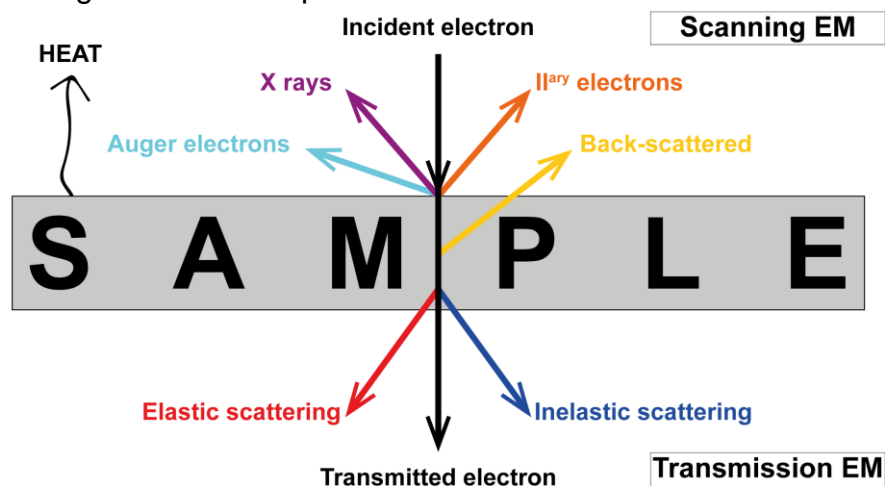 Incident electron
Scanning EM
HEAT
X rays
IIary electrons
Auger electrons
Back-scattered
SAMPLE
Elastic scattering
Inelastic scattering
Transmitted electron
Transmission EM